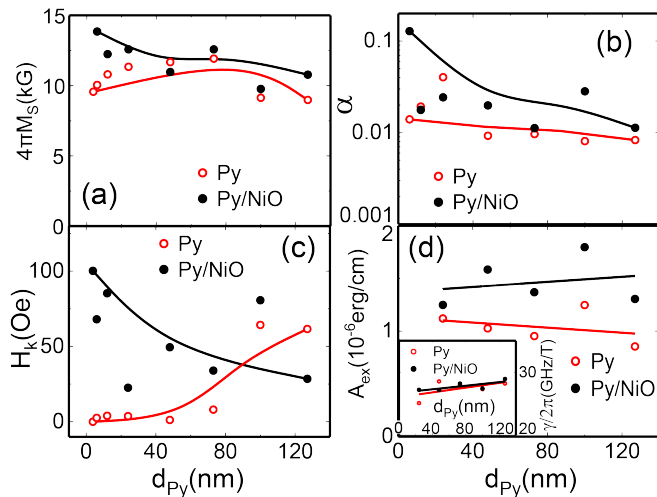 15
10
5
0
4πM_S(kG)
(a)
Py
Py/NiO
0.1
0.01
0.001
α
(b)
Py
Py/NiO
100
50
0
H_k(Oe)
(c)
Py
Py/NiO
0
40
80
120
d_Py(nm)
2
1
0
A_ex(10^-6erg/cm)
(d)
Py
Py/NiO
Py
Py/NiO
d_Py(nm)
0
40
80
120
30
20
γ/2π(GHz/T)
0
40
80
120
d_Py(nm)